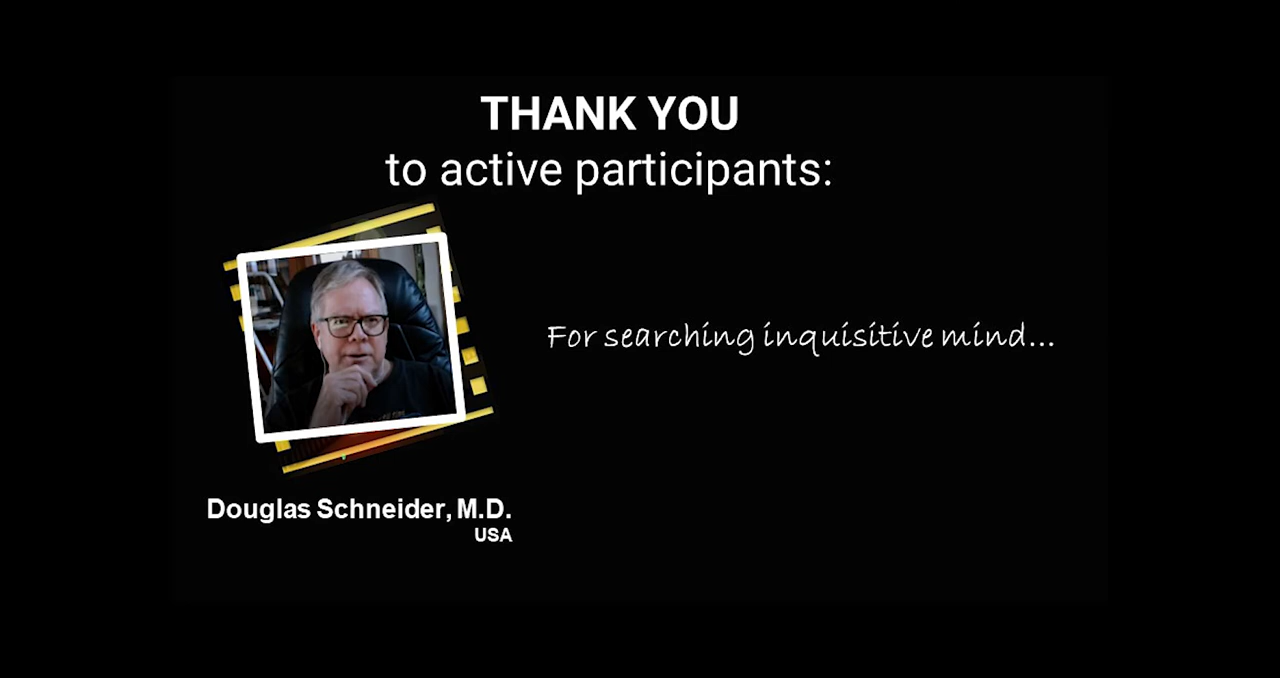 THANK YOU
to active participants:
For searching inquisitive mind...
Douglas Schneider, M.D.
USA